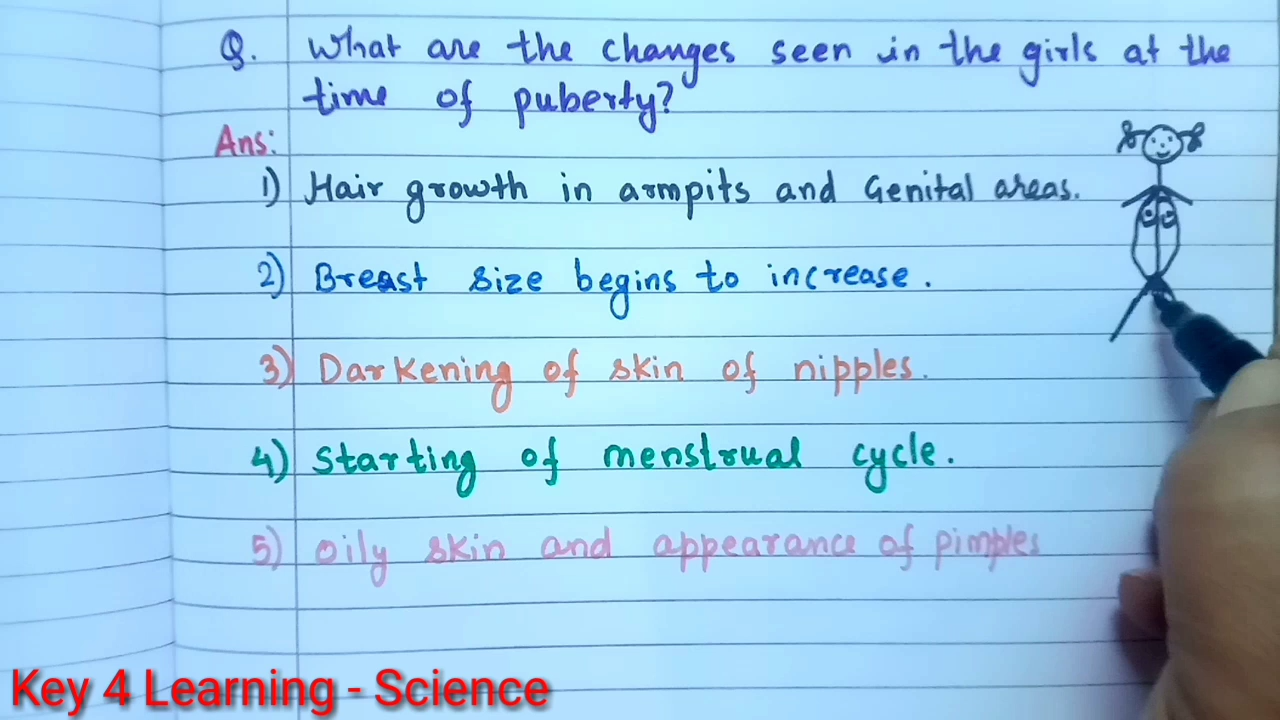 Q. What are the changes seen in the girls at the
time of puberty?
Ans:
1) Hair growth in armpits and Genital areas.
2) Breast size begins to increase.
3) Darkening of skin of nipples.
4) Starting of menstrual cycle.
5) Oily skin and appearance of pimples
Key 4 Learning - Science